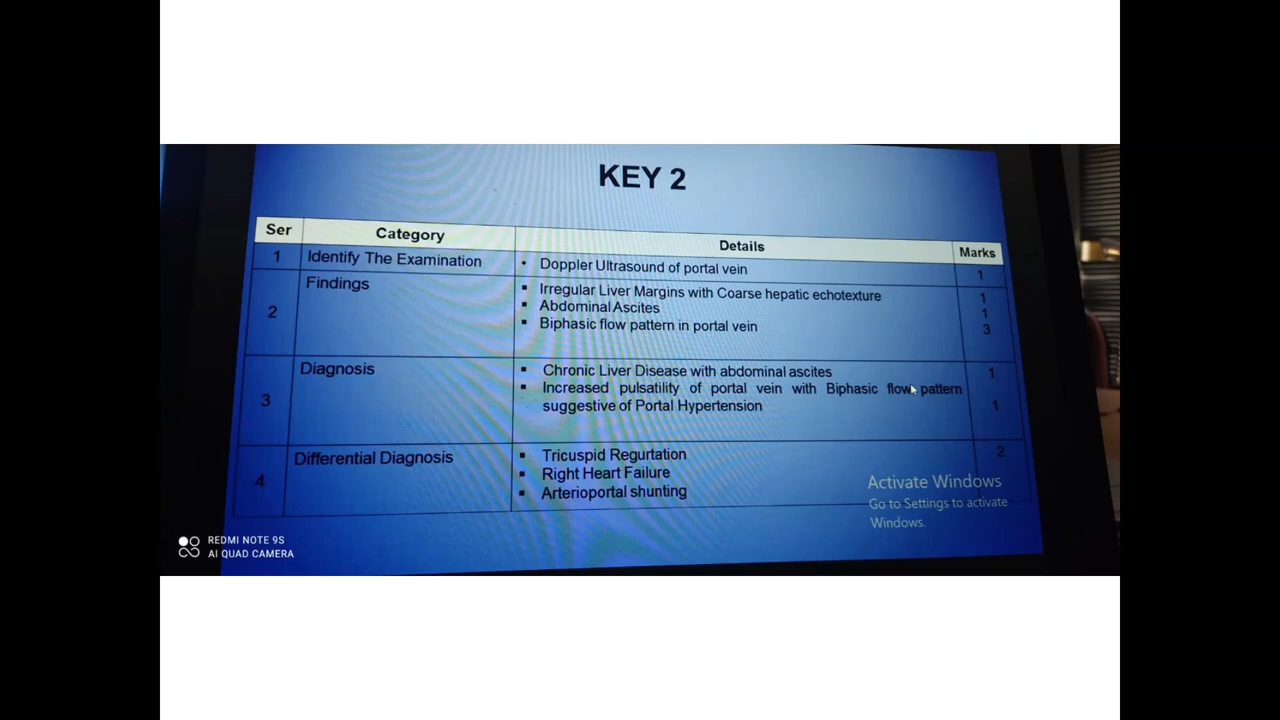 KEY 2
Ser Category Details Marks
1 Identify The Examination • Doppler Ultrasound of portal vein 1
2 Findings ▪ Irregular Liver Margins with Coarse hepatic echotexture 1
▪ Abdominal Ascites 1
▪ Biphasic flow pattern in portal vein 3
3 Diagnosis ▪ Chronic Liver Disease with abdominal ascites 1
▪ Increased pulsatility of portal vein with Biphasic flow pattern
suggestive of Portal Hypertension 1
4 Differential Diagnosis ▪ Tricuspid Regurtation 2
▪ Right Heart Failure
▪ Arterioportal shunting
Activate Windows
Go to Settings to activate
Windows.
REDMI NOTE 9S
AI QUAD CAMERA